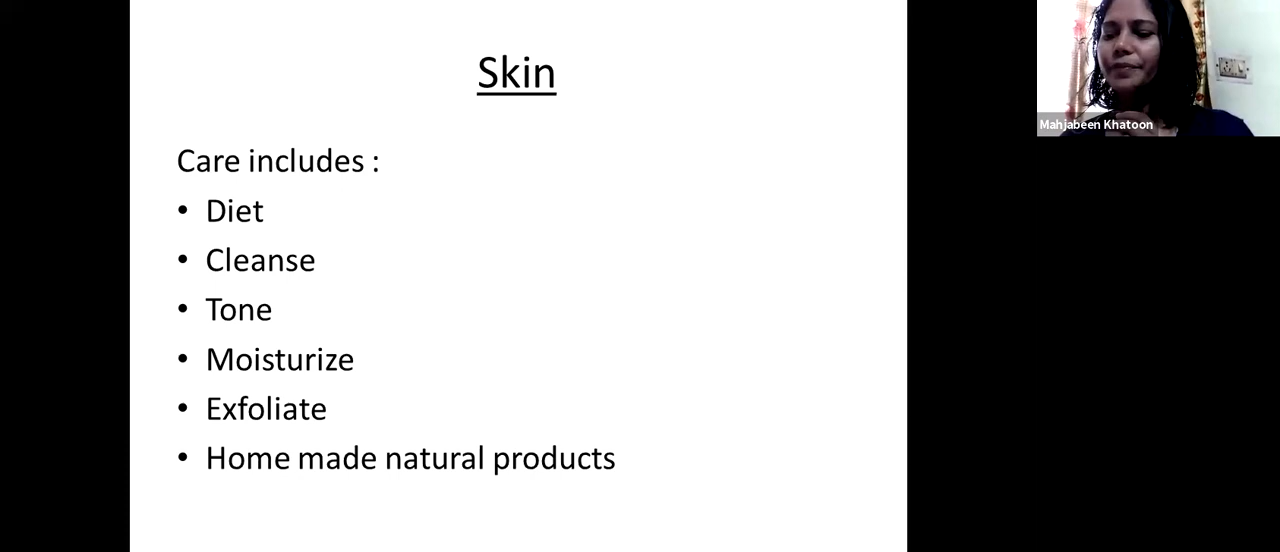 Skin
Care includes :
• Diet
• Cleanse
• Tone
• Moisturize
• Exfoliate
• Home made natural products
Mahjabeen Khatoon